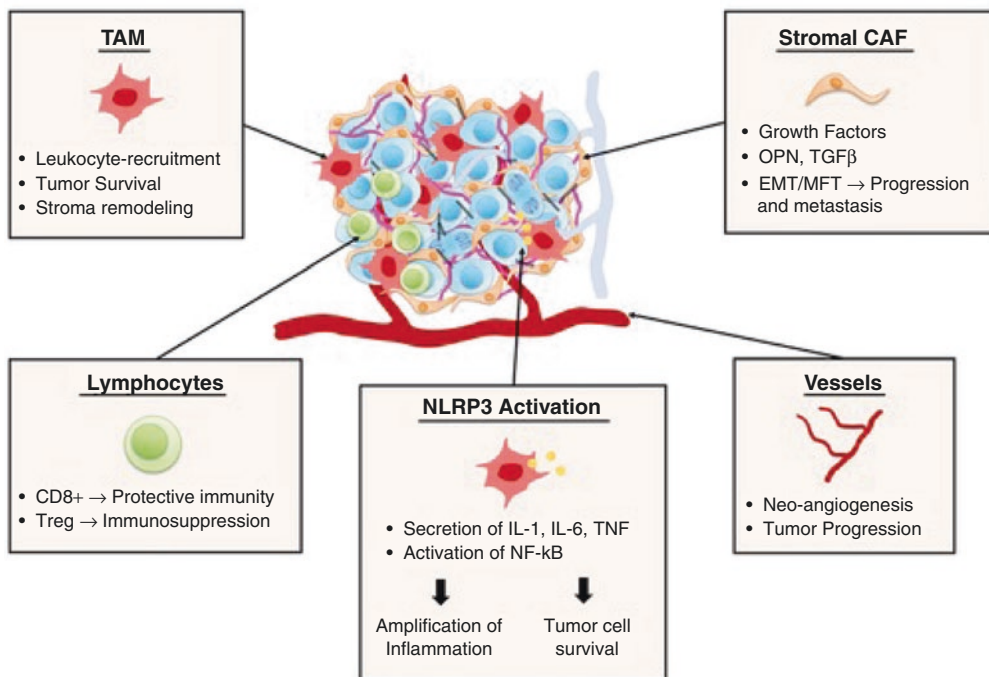 TAM
• Leukocyte-recruitment
• Tumor Survival
• Stroma remodeling
Stromal CAF
• Growth Factors
• OPN, TGFβ
• EMT/MFT → Progression
and metastasis
Lymphocytes
• CD8+ → Protective immunity
• Treg → Immunosuppression
NLRP3 Activation
• Secretion of IL-1, IL-6, TNF
• Activation of NF-kB
Amplification of
Inflammation
Tumor cell
survival
Vessels
• Neo-angiogenesis
• Tumor Progression